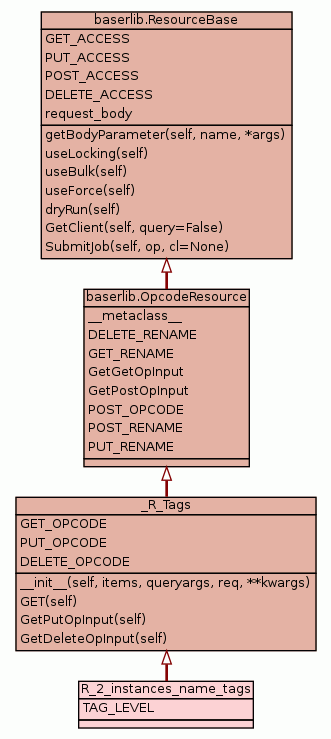 baserlib.ResourceBase
GET_ACCESS
PUT_ACCESS
POST_ACCESS
DELETE_ACCESS
request_body
getBodyParameter(self, name, *args)
useLocking(self)
useBulk(self)
useForce(self)
dryRun(self)
GetClient(self, query=False)
SubmitJob(self, op, cl=None)
baserlib.OpcodeResource
__metaclass__
DELETE_RENAME
GET_RENAME
GetGetOpInput
GetPostOpInput
POST_OPCODE
POST_RENAME
PUT_RENAME
_R_Tags
GET_OPCODE
PUT_OPCODE
DELETE_OPCODE
__init__(self, items, queryargs, req, **kwargs)
GET(self)
GetPutOpInput(self)
GetDeleteOpInput(self)
R_2_instances_name_tags
TAG_LEVEL